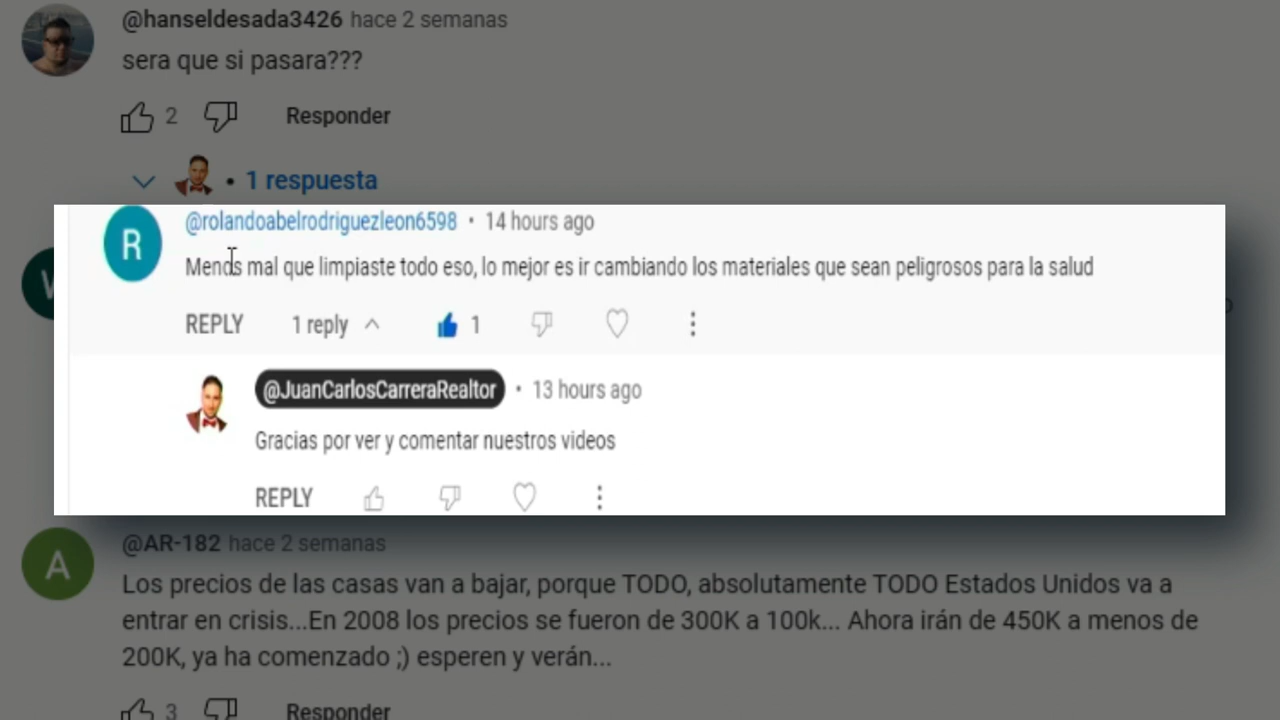 @hanseldesada3426 hace 2 semanas
sera que si pasara???
2 Responder
• 1 respuesta
R
@rolandoabelrodriguezleon6598 • 14 hours ago
Menos mal que limpiaste todo eso, lo mejor es ir cambiando los materiales que sean peligrosos para la salud
REPLY 1 reply 1
@JuanCarlosCarreraRealtor • 13 hours ago
Gracias por ver y comentar nuestros videos
REPLY
A
@AR-182 hace 2 semanas
Los precios de las casas van a bajar, porque TODO, absolutamente TODO Estados Unidos va a
entrar en crisis...En 2008 los precios se fueron de 300K a 100k... Ahora irán de 450K a menos de
200K, ya ha comenzado ;) esperen y verán...
3 Responder